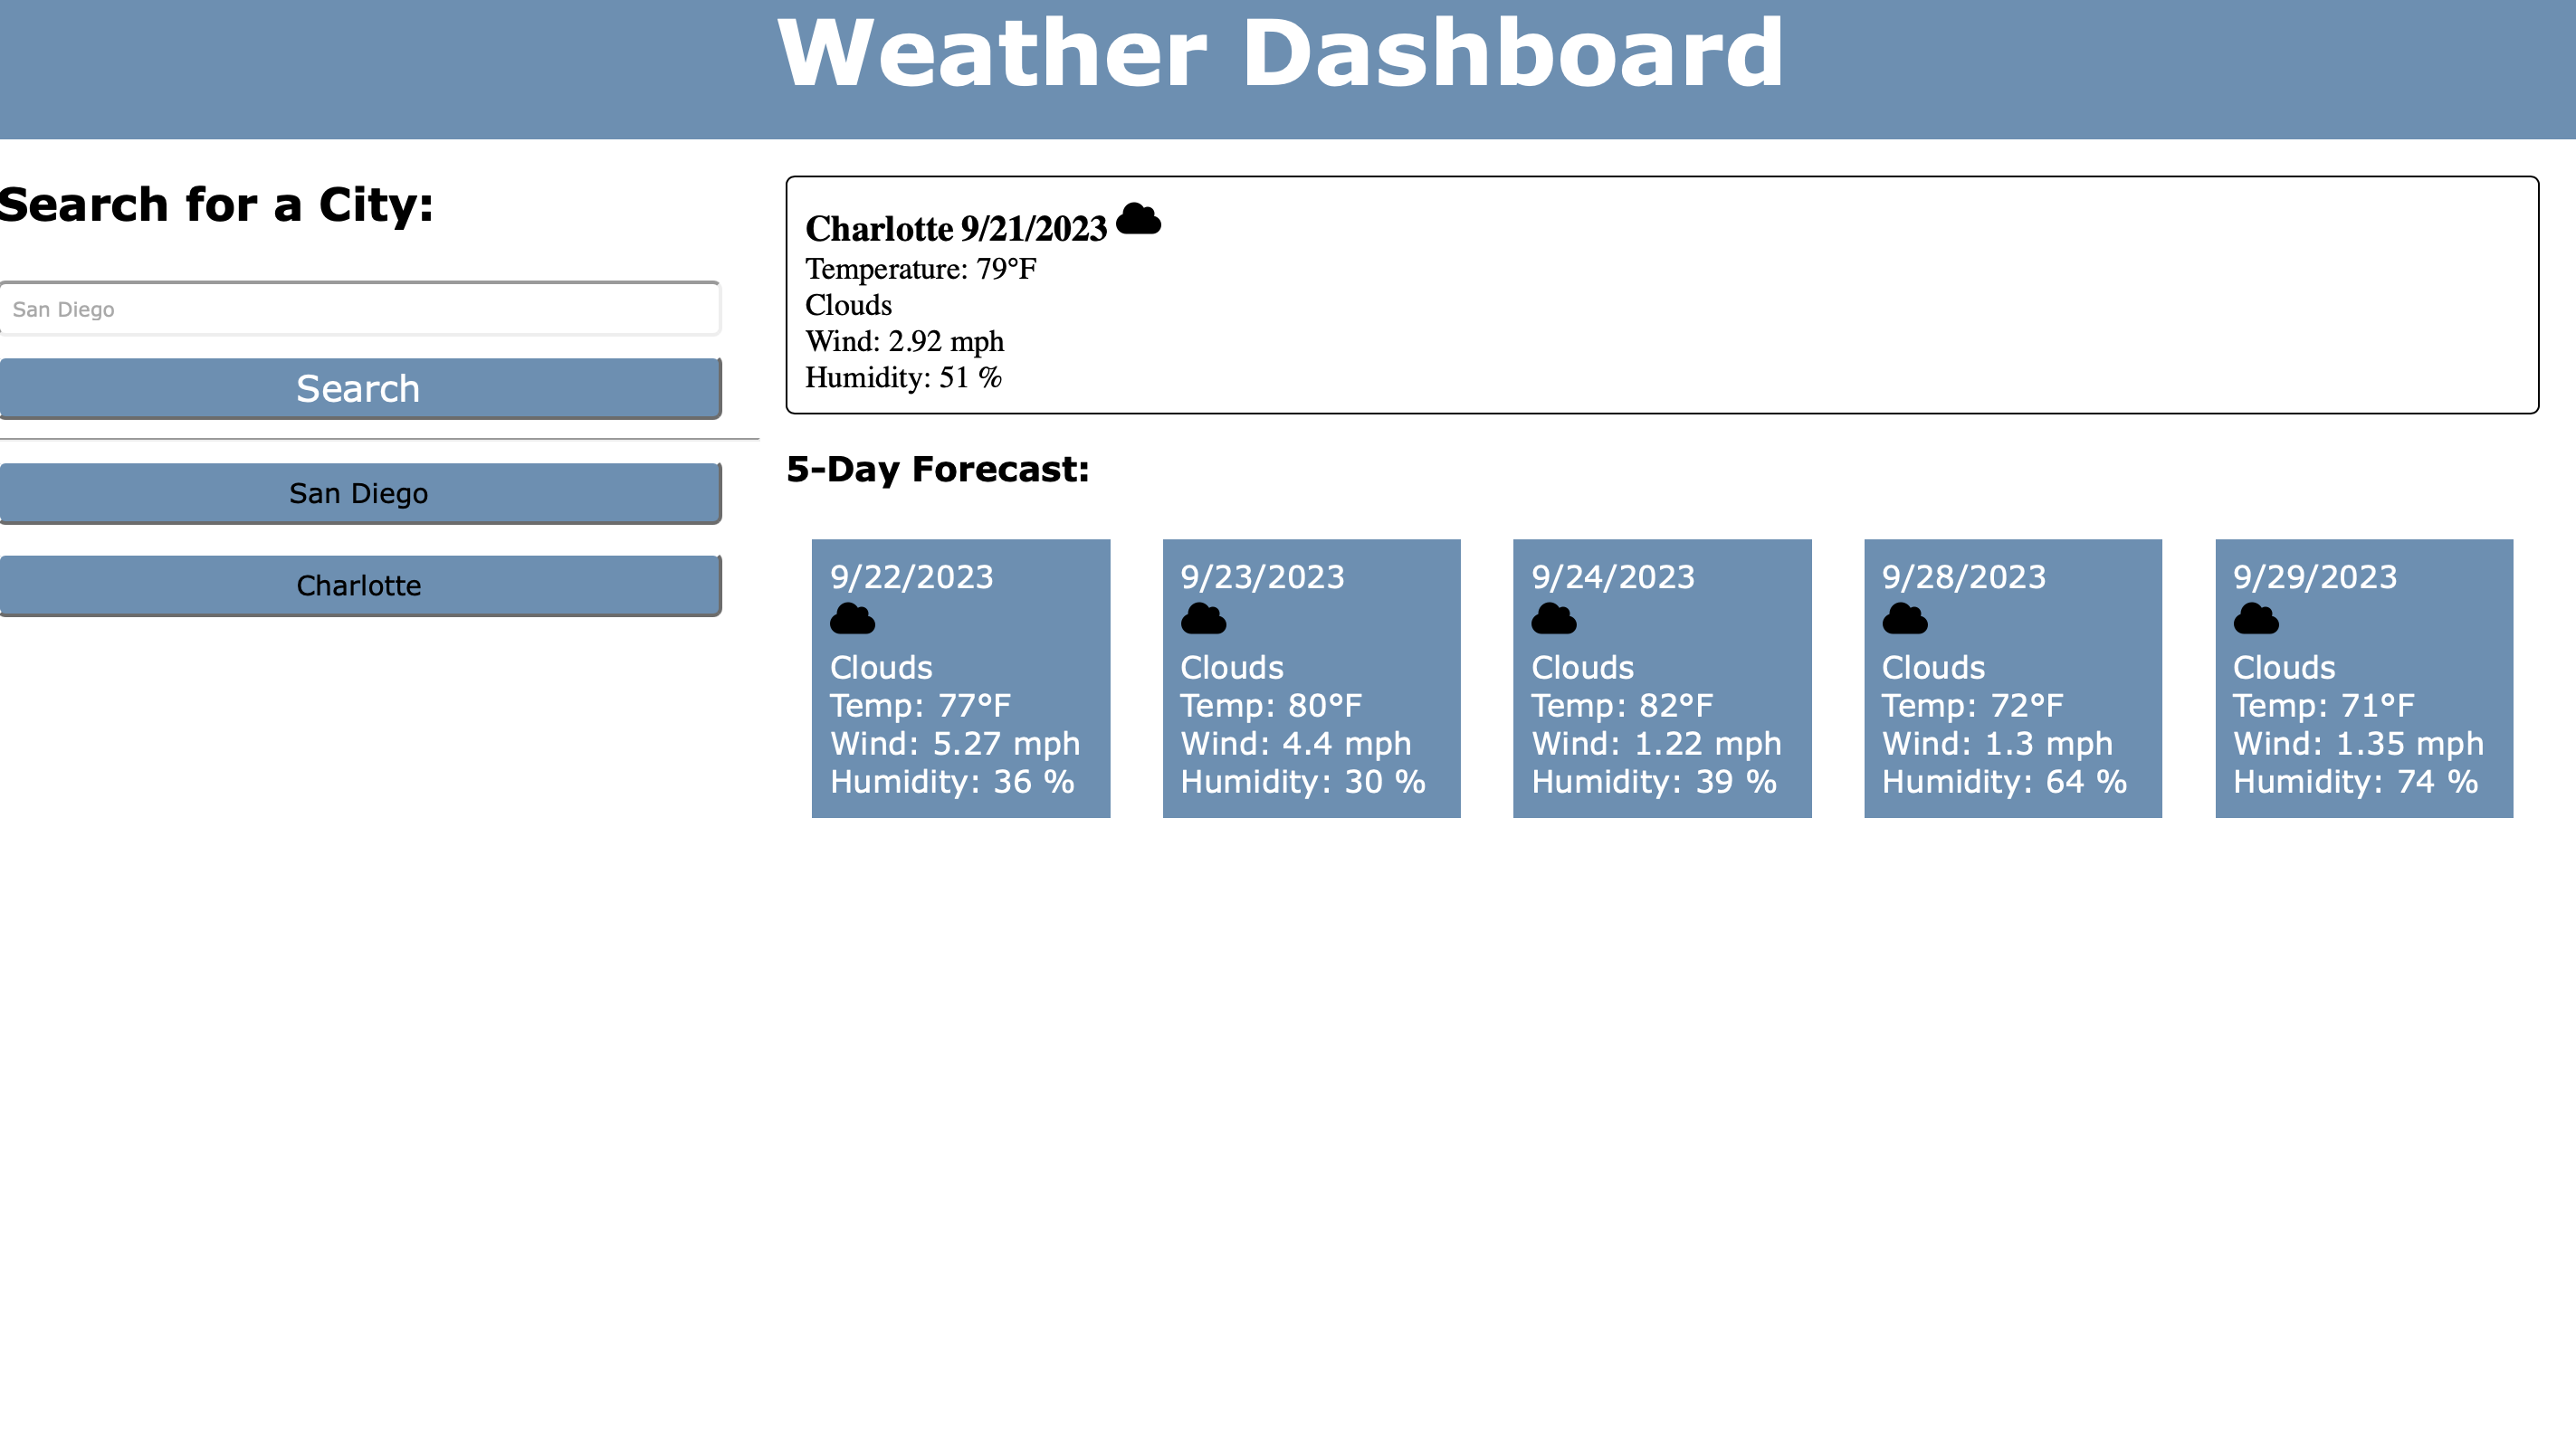 Weather Dashboard
Search for a City:
San Diego
Search
San Diego
Charlotte
Charlotte 9/21/2023
Temperature: 79°F
Clouds
Wind: 2.92 mph
Humidity: 51 %
5-Day Forecast:
9/22/2023
Clouds
Temp: 77°F
Wind: 5.27 mph
Humidity: 36 %
9/23/2023
Clouds
Temp: 80°F
Wind: 4.4 mph
Humidity: 30 %
9/24/2023
Clouds
Temp: 82°F
Wind: 1.22 mph
Humidity: 39 %
9/28/2023
Clouds
Temp: 72°F
Wind: 1.3 mph
Humidity: 64 %
9/29/2023
Clouds
Temp: 71°F
Wind: 1.35 mph
Humidity: 74 %